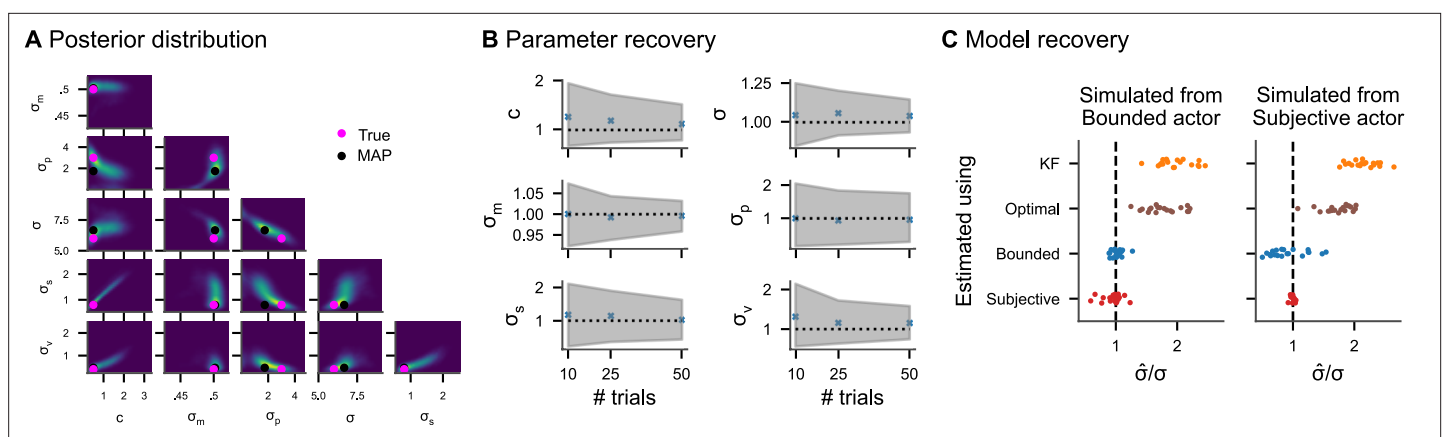 A Posterior distribution
σm
.5
.45
σp
4
2
σ
7.5
5.0
σs
2
1
σv
2
1
1 2 3
.45 .5
2 4
5.0 7.5
1 2
c
σm
σp
σ
σs
True
MAP
B Parameter recovery
c
2
1
σ
1.25
1.00
σm
1.05
1.00
0.95
σp
2
1
σs
2
1
σv
2
1
10 25 50
# trials
10 25 50
# trials
C Model recovery
Simulated from
Bounded actor
Simulated from
Subjective actor
Estimated using
KF
Optimal
Bounded
Subjective
1 2
σ̂/σ
1 2
σ̂/σ